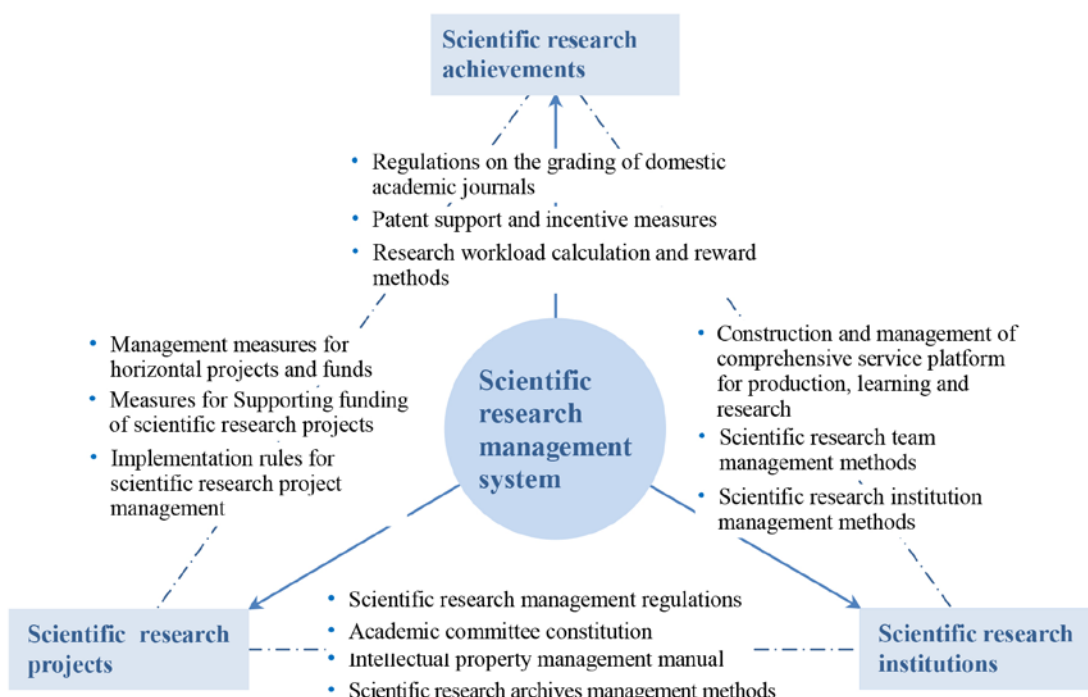 Scientific research
achievements
• Regulations on the grading of domestic
academic journals
• Patent support and incentive measures
• Research workload calculation and reward
methods
• Management measures for
horizontal projects and funds
• Measures for Supporting funding
of scientific research projects
• Implementation rules for
scientific research project
management
Scientific
research
management
system
• Construction and management of
comprehensive service platform
for production, learning and
research
• Scientific research team
management methods
• Scientific research institution
management methods
Scientific research
projects
• Scientific research management regulations
• Academic committee constitution
• Intellectual property management manual
• Scientific research archives management methods
Scientific research
institutions